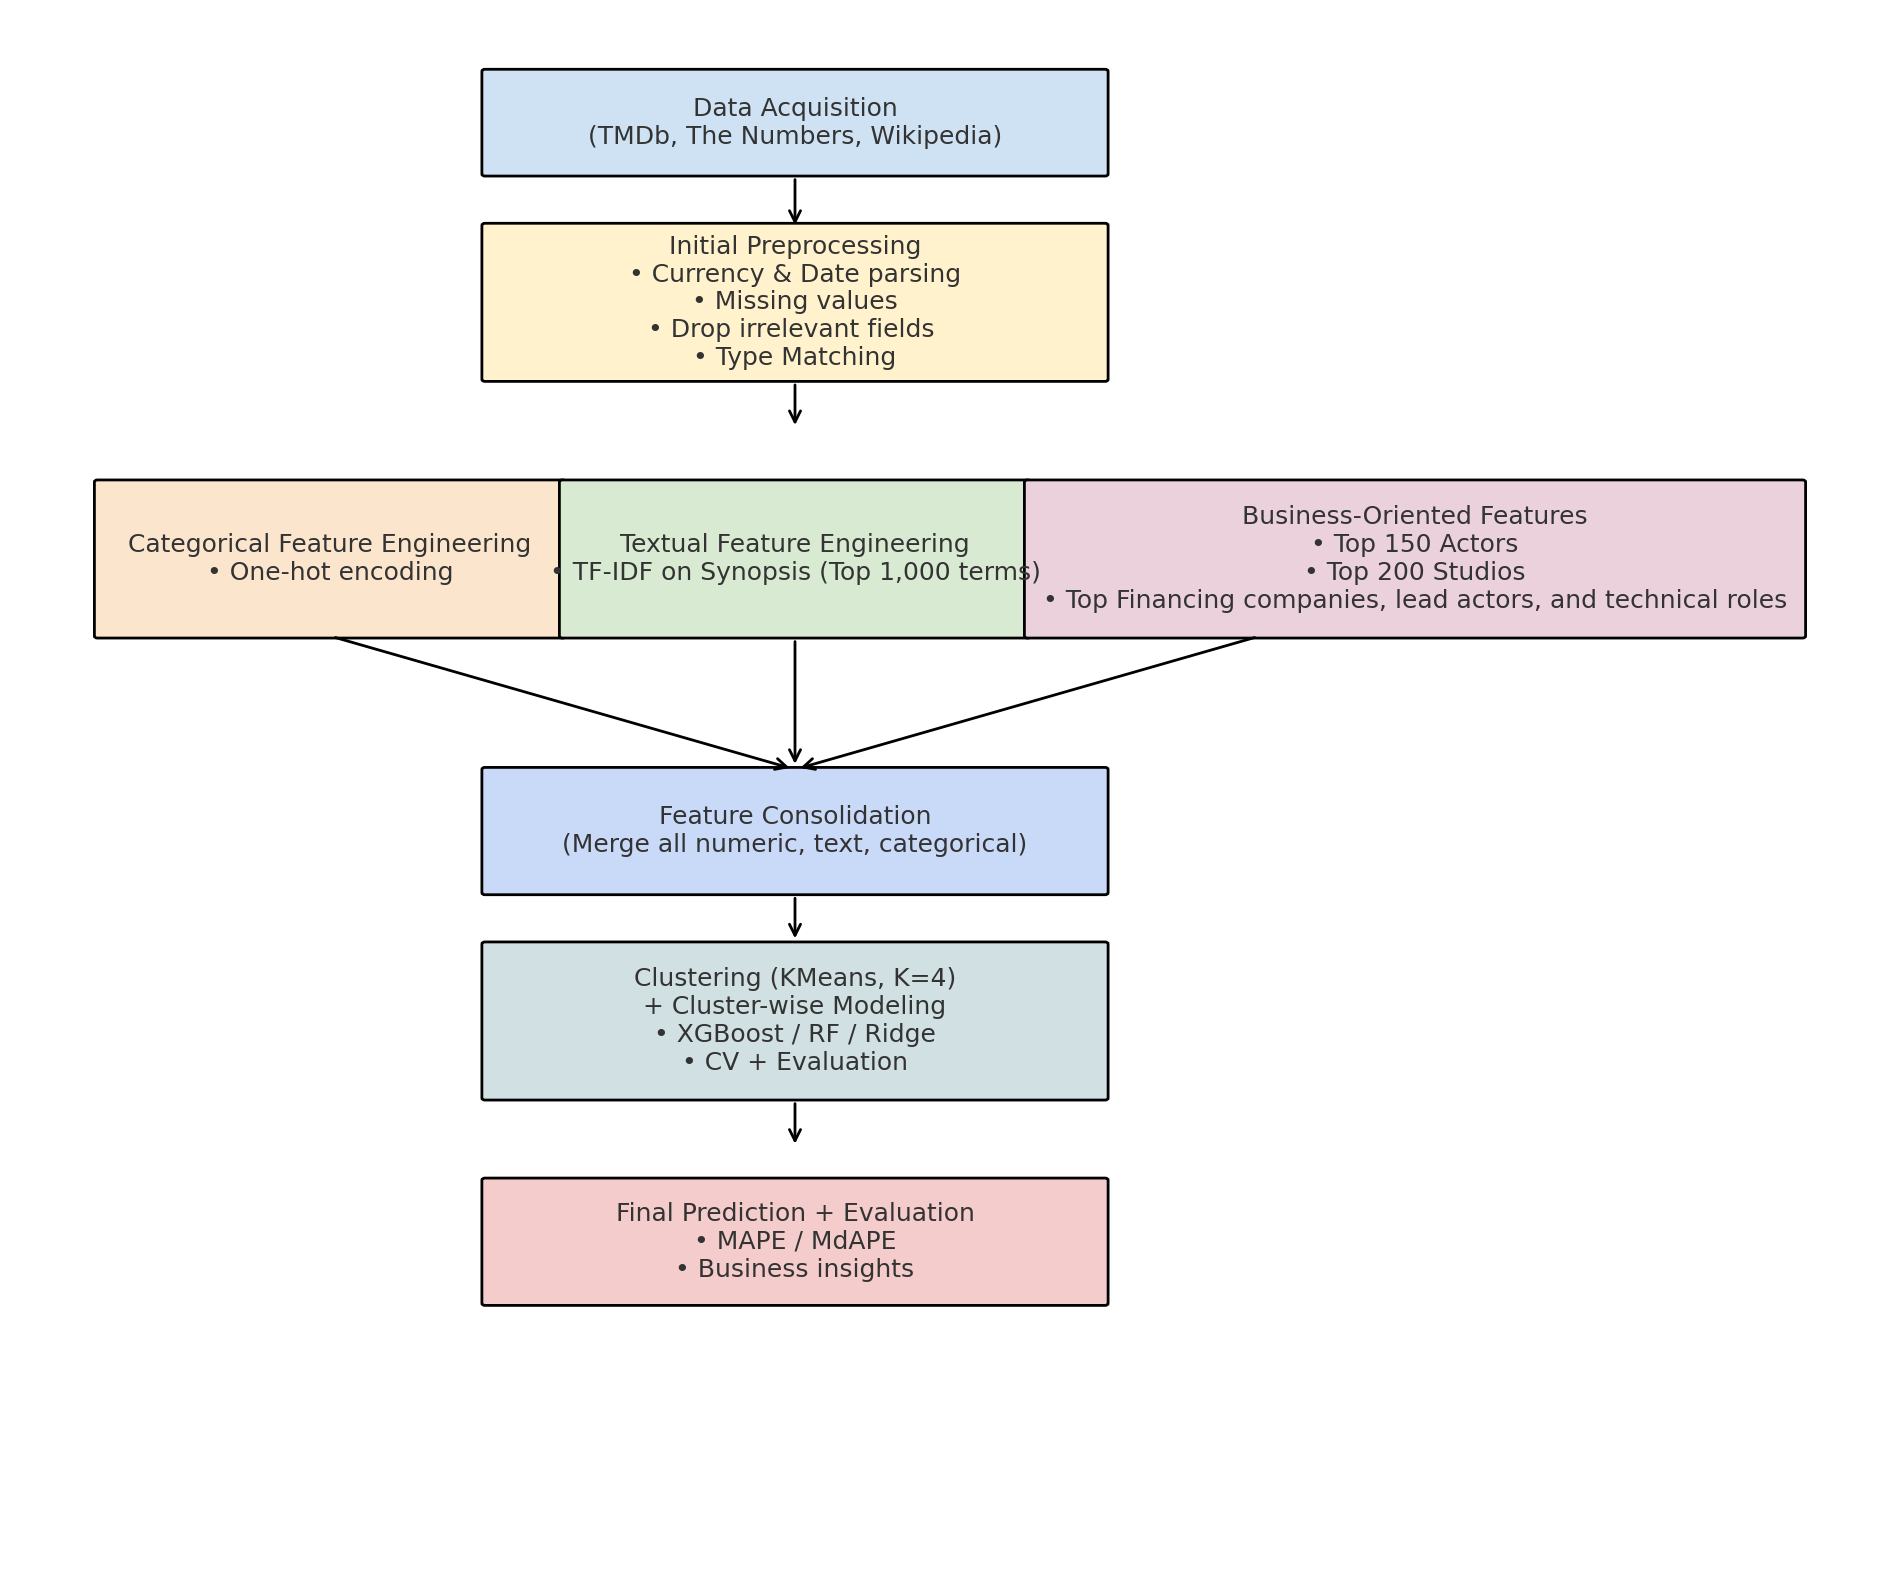 Data Acquisition
(TMDb, The Numbers, Wikipedia)
Initial Preprocessing
• Currency & Date parsing
• Missing values
• Drop irrelevant fields
• Type Matching
Categorical Feature Engineering
• One-hot encoding
Textual Feature Engineering
• TF-IDF on Synopsis (Top 1,000 terms)
Business-Oriented Features
• Top 150 Actors
• Top 200 Studios
• Top Financing companies, lead actors, and technical roles
Feature Consolidation
(Merge all numeric, text, categorical)
Clustering (KMeans, K=4)
+ Cluster-wise Modeling
• XGBoost / RF / Ridge
• CV + Evaluation
Final Prediction + Evaluation
• MAPE / MdAPE
• Business insights